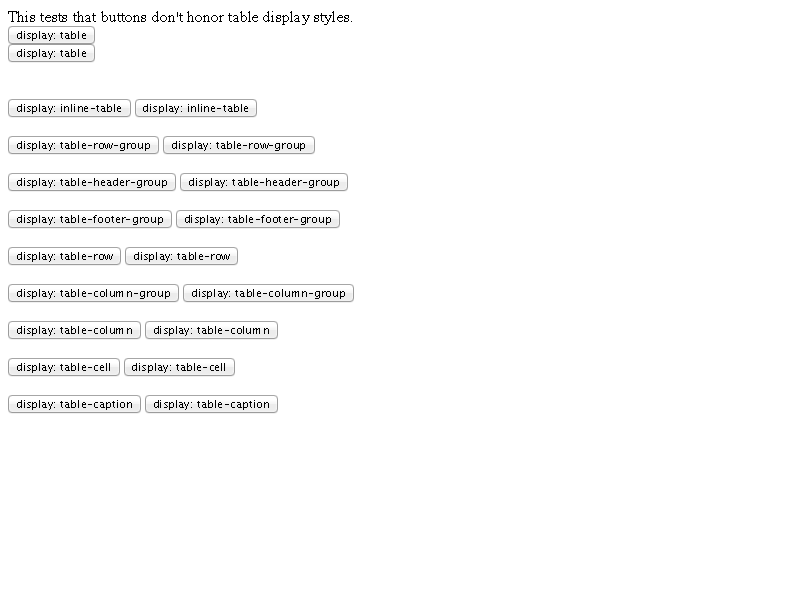 This tests that buttons don't honor table display styles.
display: table
display: table
display: inline-table display: inline-table
display: table-row-group display: table-row-group
display: table-header-group display: table-header-group
display: table-footer-group display: table-footer-group
display: table-row display: table-row
display: table-column-group display: table-column-group
display: table-column display: table-column
display: table-cell display: table-cell
display: table-caption display: table-caption